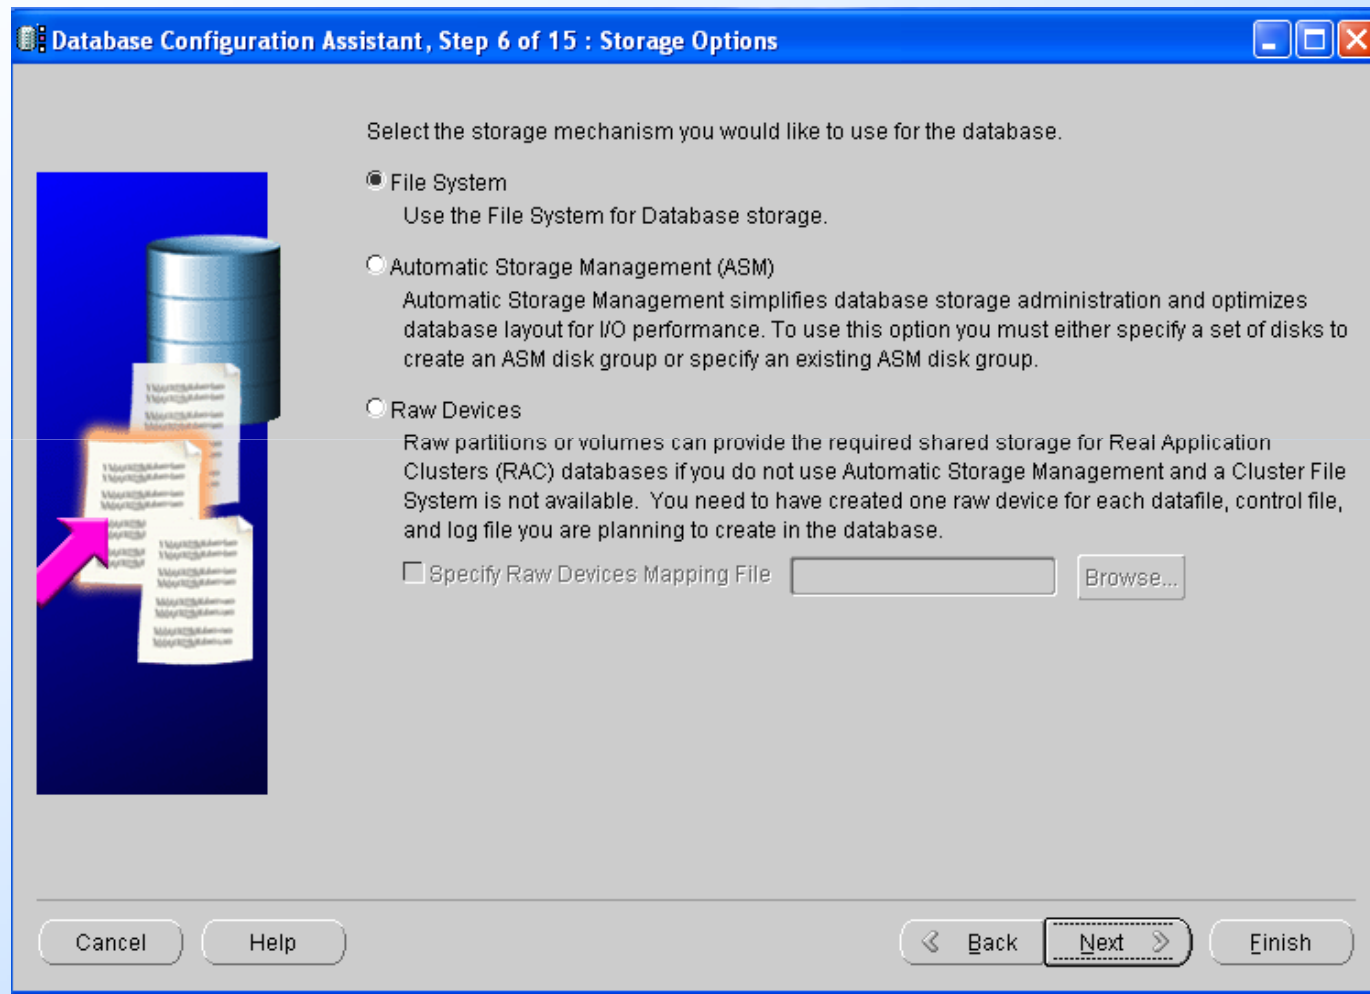 Database Configuration Assistant, Step 6 of 15 : Storage Options
Select the storage mechanism you would like to use for the database.
File System
Use the File System for Database storage.
Automatic Storage Management (ASM)
Automatic Storage Management simplifies database storage administration and optimizes
database layout for I/O performance. To use this option you must either specify a set of disks to
create an ASM disk group or specify an existing ASM disk group.
Raw Devices
Raw partitions or volumes can provide the required shared storage for Real Application
Clusters (RAC) databases if you do not use Automatic Storage Management and a Cluster File
System is not available. You need to have created one raw device for each datafile, control file,
and log file you are planning to create in the database.
Specify Raw Devices Mapping File
Browse...
Cancel
Help
Back
Next
Finish